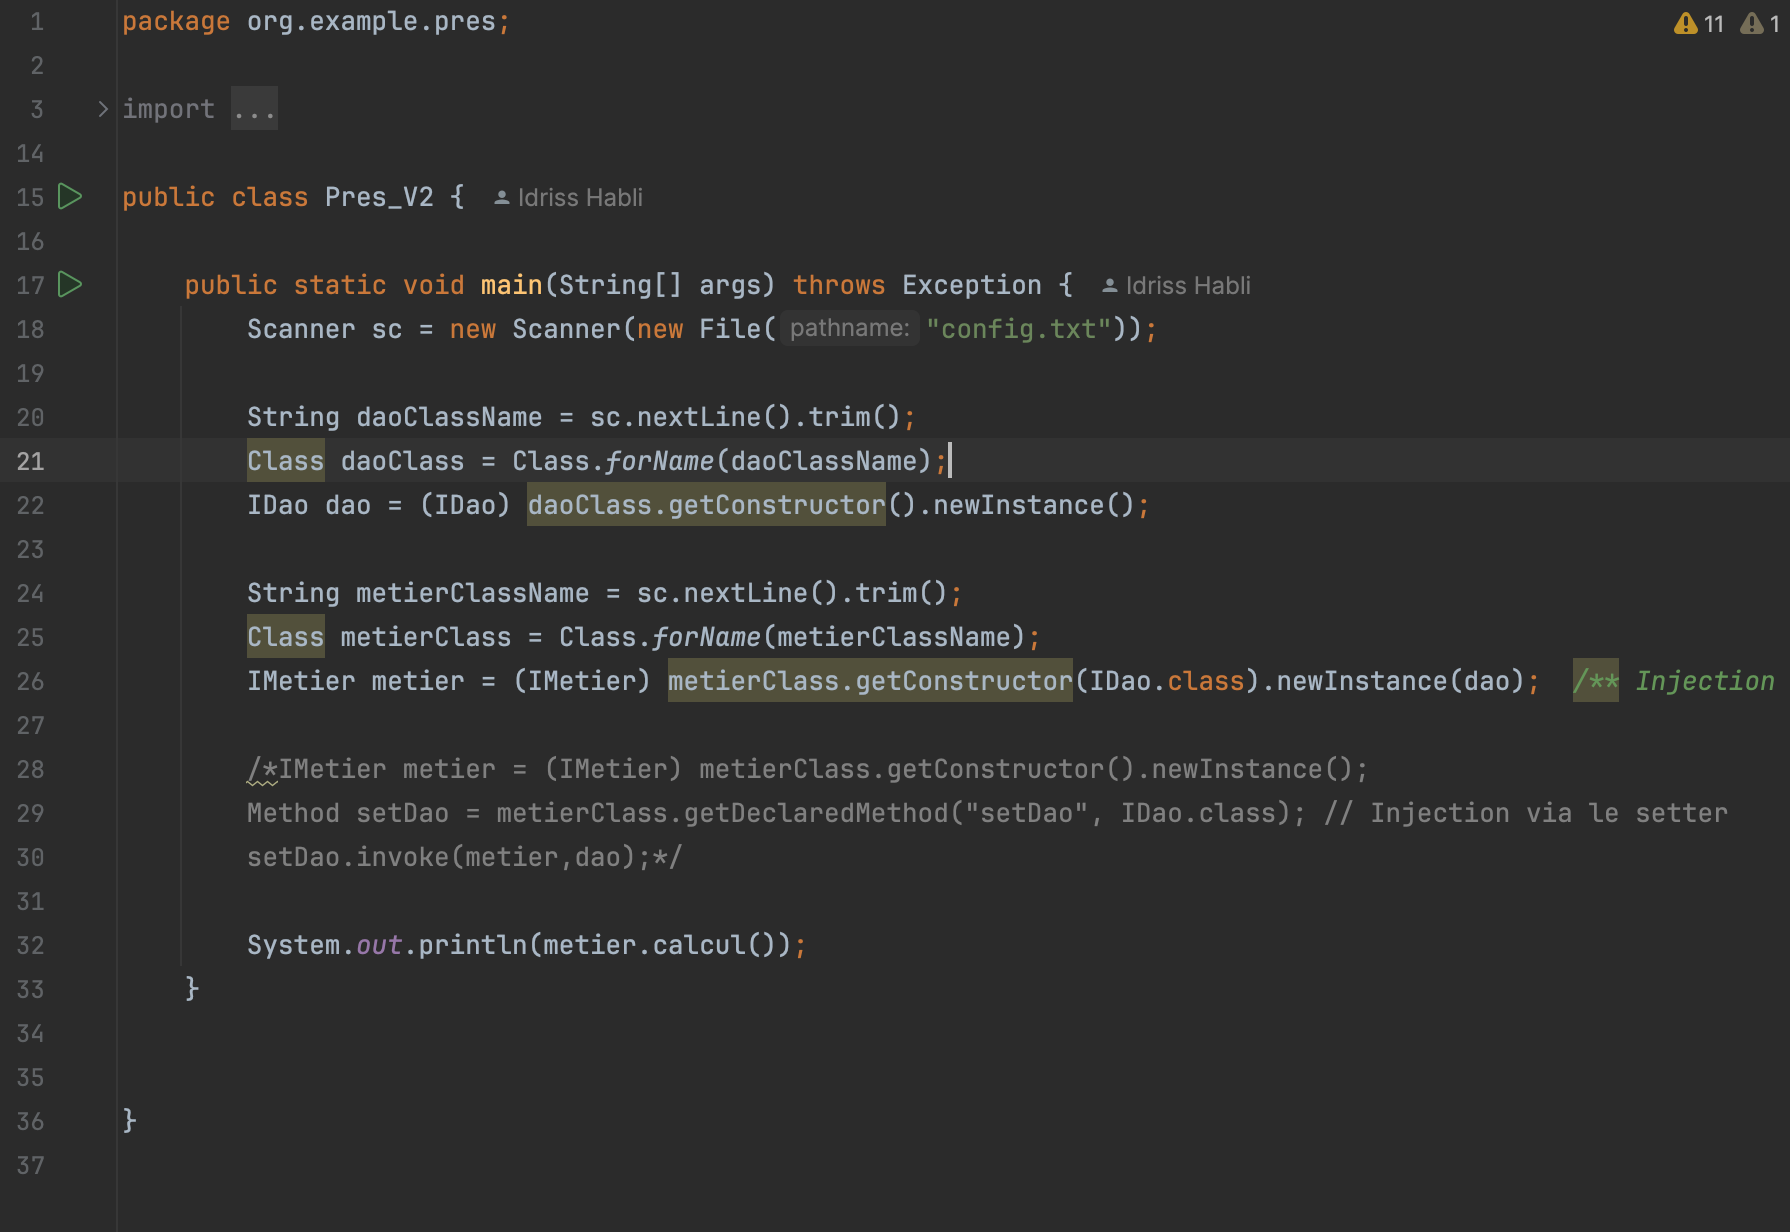 1 package org.example.pres; 11 1
2
3 import ...
14
15 public class Pres_V2 { Idriss Habli
16
17 public static void main(String[] args) throws Exception { Idriss Habli
18 Scanner sc = new Scanner(new File( pathname: "config.txt"));
19
20 String daoClassName = sc.nextLine().trim();
21 Class daoClass = Class.forName(daoClassName);
22 IDao dao = (IDao) daoClass.getConstructor().newInstance();
23
24 String metierClassName = sc.nextLine().trim();
25 Class metierClass = Class.forName(metierClassName);
26 IMetier metier = (IMetier) metierClass.getConstructor(IDao.class).newInstance(dao); /** Injection
27
28 /*IMetier metier = (IMetier) metierClass.getConstructor().newInstance();
29 Method setDao = metierClass.getDeclaredMethod("setDao", IDao.class); // Injection via le setter
30 setDao.invoke(metier,dao);*/
31
32 System.out.println(metier.calcul());
33 }
34
35
36 }
37